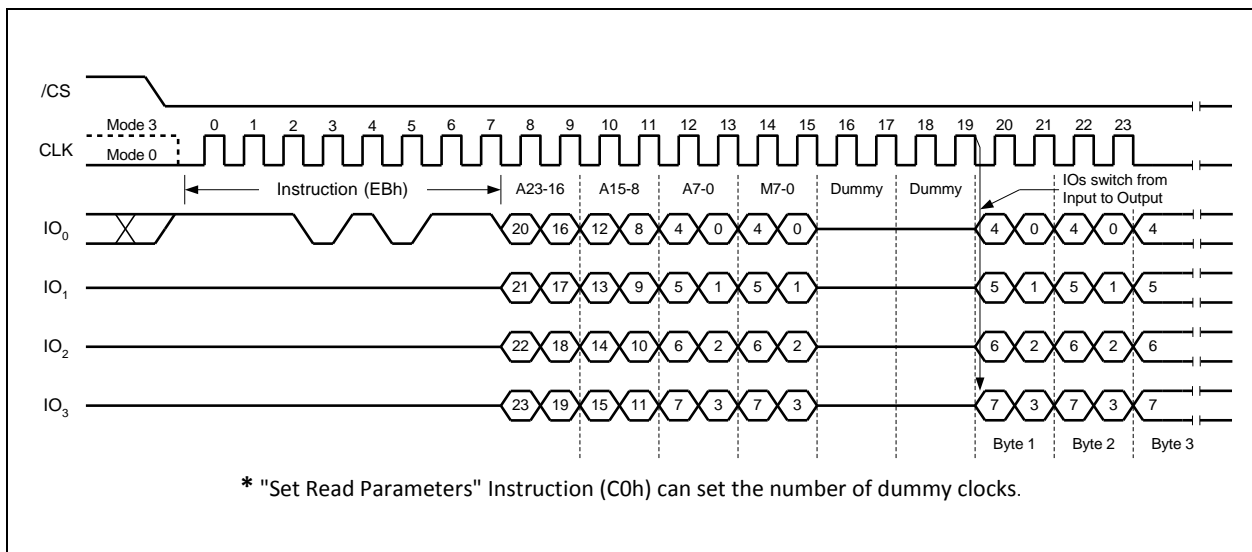 /CS
Mode 3
0 1 2 3 4 5 6 7 8 9 10 11 12 13 14 15 16 17 18 19 20 21 22 23
CLK
Mode 0
Instruction (EBh)
A23-16 A15-8 A7-0 M7-0 Dummy Dummy
IOs switch from
Input to Output
IO0 20 16 12 8 4 0 4 0 4 0 4 0 4
IO1 21 17 13 9 5 1 5 1 5 1 5 1 5
IO2 22 18 14 10 6 2 6 2 6 2 6 2 6
IO3 23 19 15 11 7 3 7 3 7 3 7 3 7
Byte 1 Byte 2 Byte 3
* "Set Read Parameters" Instruction (C0h) can set the number of dummy clocks.